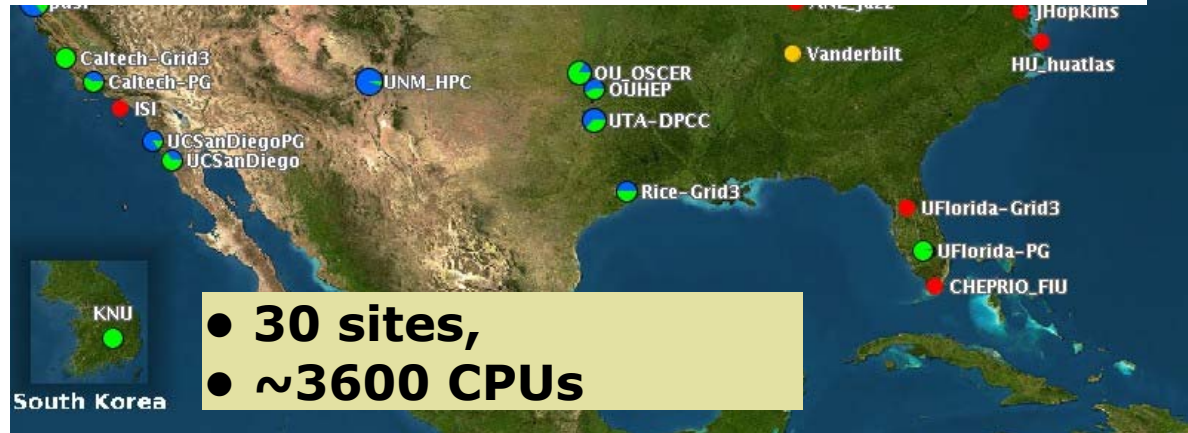 JHopkins
Caltech-Grid3
Vanderbilt
HU_huatlas
Caltech-PG
UNM_HPC
OU_OSCER
OUHEP
ISI
UTA-DPCC
UCSanDiegoPG
UCSanDiego
Rice-Grid3
UFlorida-Grid3
UFlorida-PG
CHEPRIO_FIU
KNU
• 30 sites,
• ~3600 CPUs
South Korea